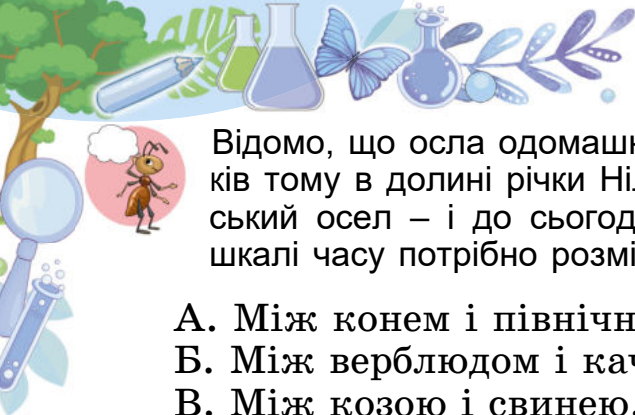 Відомо, що осла одомашн
ків тому в долині річки Ніл
ський осел – і до сьогод
шкалі часу потрібно розмі
А. Між конем і північн
Б. Між верблюдом і кач
В. Між козою і свинею.